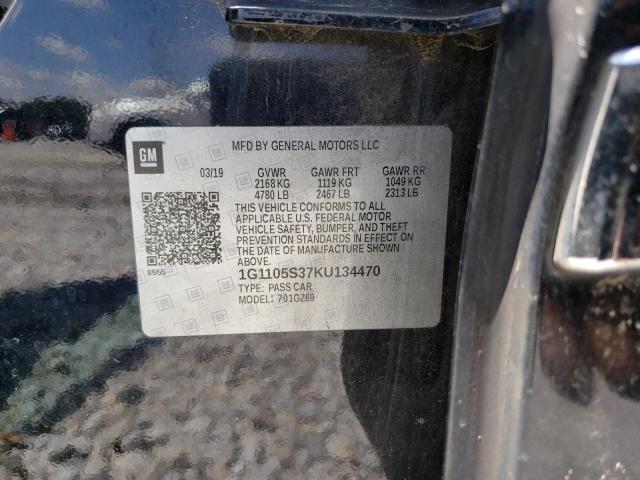 GM
MFD BY GENERAL MOTORS LLC
03/19 GVWR GAWR FRT GAWR RR
2168 KG 1119 KG 1049 KG
4780 LB 2467 LB 2313 LB
THIS VEHICLE CONFORMS TO ALL
APPLICABLE U.S. FEDERAL MOTOR
VEHICLE SAFETY, BUMPER, AND THEFT
PREVENTION STANDARDS IN EFFECT ON
THE DATE OF MANUFACTURE SHOWN
ABOVE.
8555
1G1105S37KU134470
TYPE: PASS CAR
MODEL: 701GZ69